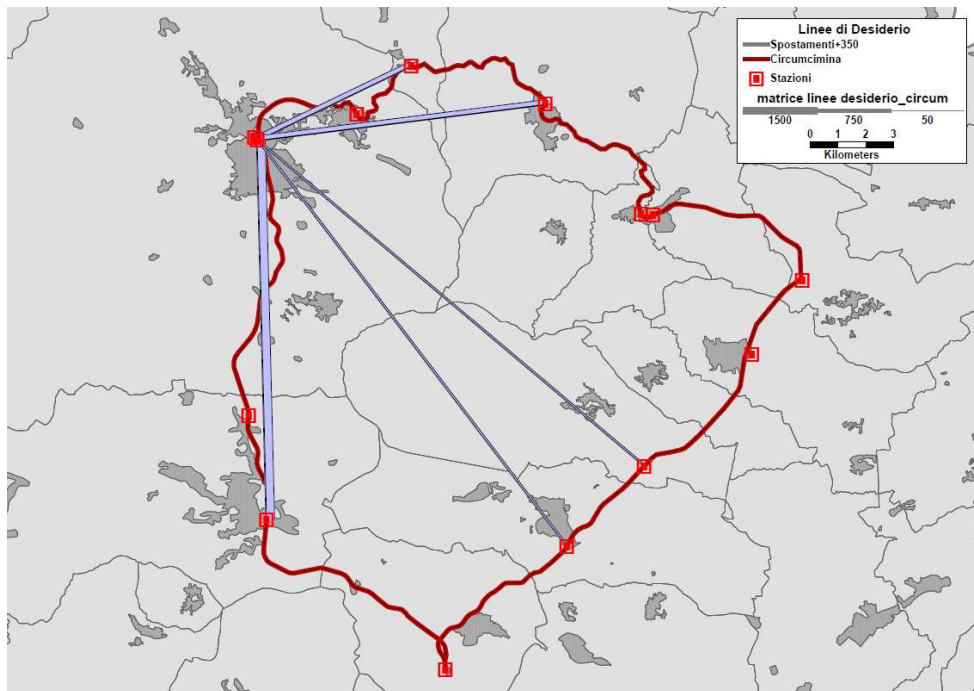 Linee di Desiderio
Spostamenti+350
Circumcimina
Stazioni
matrice linee desiderio_circum
1500 750 50
0 1 2 3
Kilometers